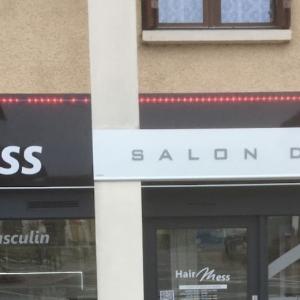 ss
SALON D
asculin
Hair Mess